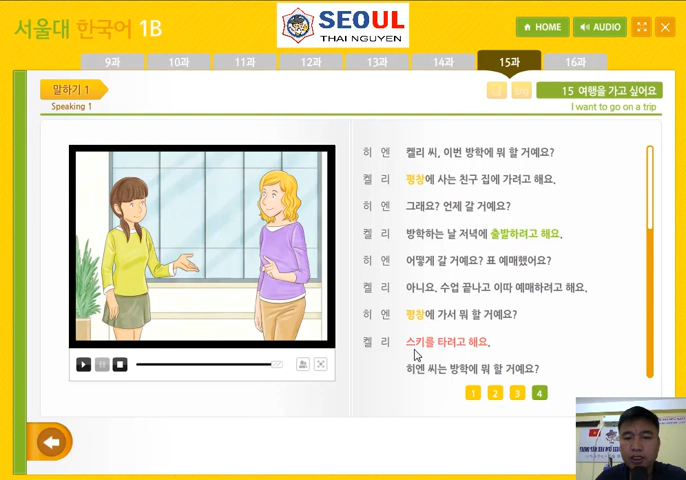 서울대 한국어 1B
SEOUL
THAI NGUYEN
HOME
AUDIO
9과
10과
11과
12과
13과
14과
15과
16과
말하기 1
Speaking 1
Eng
15 여행을 가고 싶어요
I want to go on a trip
히 엔 켈리 씨, 이번 방학에 뭐 할 거예요?
켈 리 평창에 사는 친구 집에 가려고 해요.
히 엔 그래요? 언제 갈 거예요?
켈 리 방학하는 날 저녁에 출발하려고 해요.
히 엔 어떻게 갈 거예요? 표 예매했어요?
켈 리 아니요. 수업 끝나고 이따 예매하려고 해요.
히 엔 평창에 가서 뭐 할 거예요?
켈 리 스키를 타려고 해요.
히엔 씨는 방학에 뭐 할 거예요?
1 2 3 4